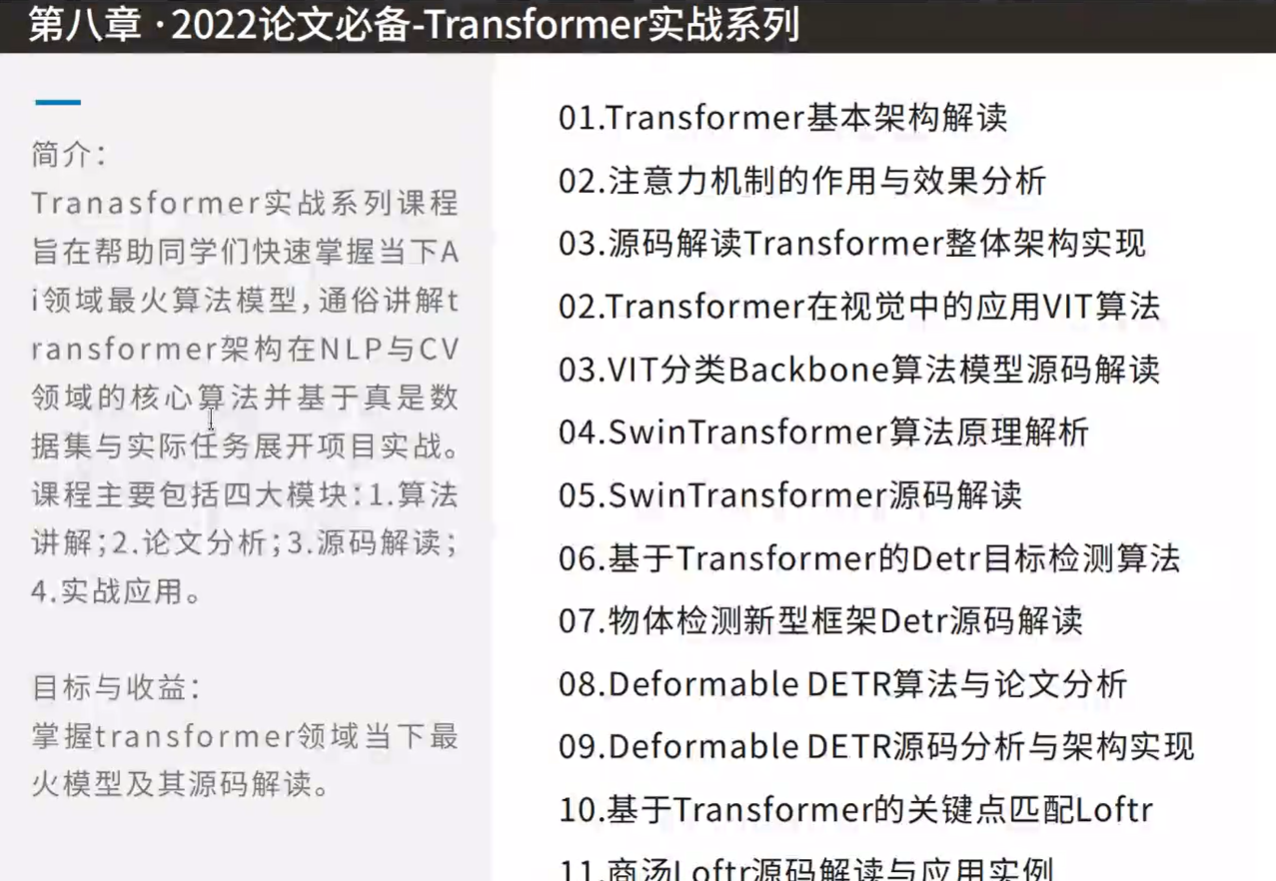 第八章 · 2022论文必备-Transformer实战系列
简介：
Tranasformer实战系列课程
旨在帮助同学们快速掌握当下A
i领域最火算法模型，通俗讲解t
ransformer架构在NLP与CV
领域的核心算法并基于真是数
据集与实际任务展开项目实战。
课程主要包括四大模块：1.算法
讲解；2.论文分析；3.源码解读；
4.实战应用。
目标与收益：
掌握transformer领域当下最
火模型及其源码解读。
01.Transformer基本架构解读
02.注意力机制的作用与效果分析
03.源码解读Transformer整体架构实现
02.Transformer在视觉中的应用VIT算法
03.VIT分类Backbone算法模型源码解读
04.SwinTransformer算法原理解析
05.SwinTransformer源码解读
06.基于Transformer的Detr目标检测算法
07.物体检测新型框架Detr源码解读
08.Deformable DETR算法与论文分析
09.Deformable DETR源码分析与架构实现
10.基于Transformer的关键点匹配Loftr
11.商汤Loftr源码解读与应用实例